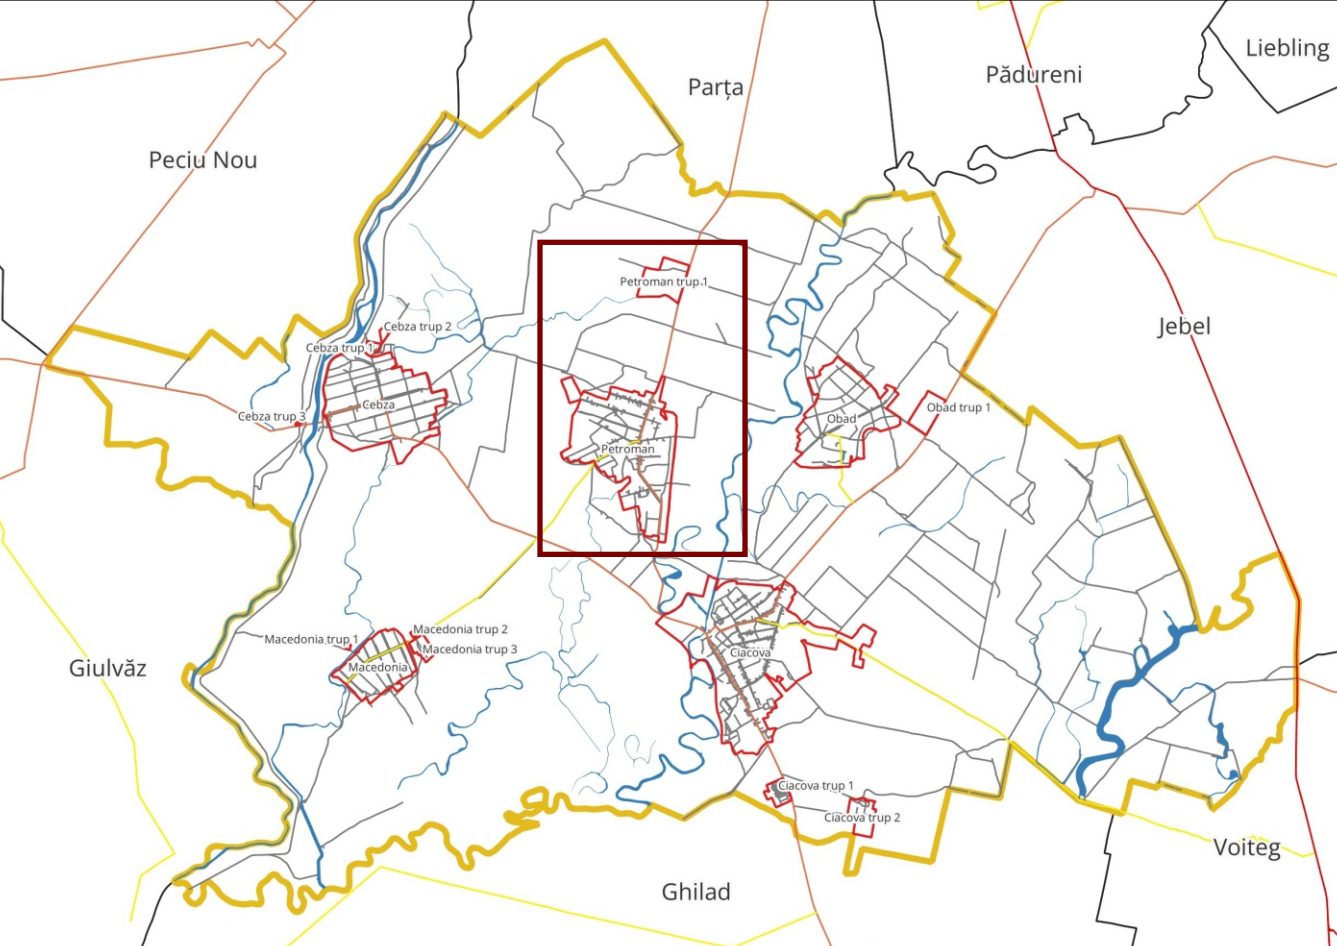 Liebling
Pădureni
Parța
Peciu Nou
Petroman trup 1
Jebel
Cebza trup 2
Cebza trup 1
Cebza
Cebza trup 3
Obad trup 1
Obad
Petroman
Macedonia trup 2
Macedonia trup 1
Macedonia trup 3
Ciacova
Macedonia
Giulvăz
Ciacova trup 1
Ciacova trup 2
Voiteg
Ghilad